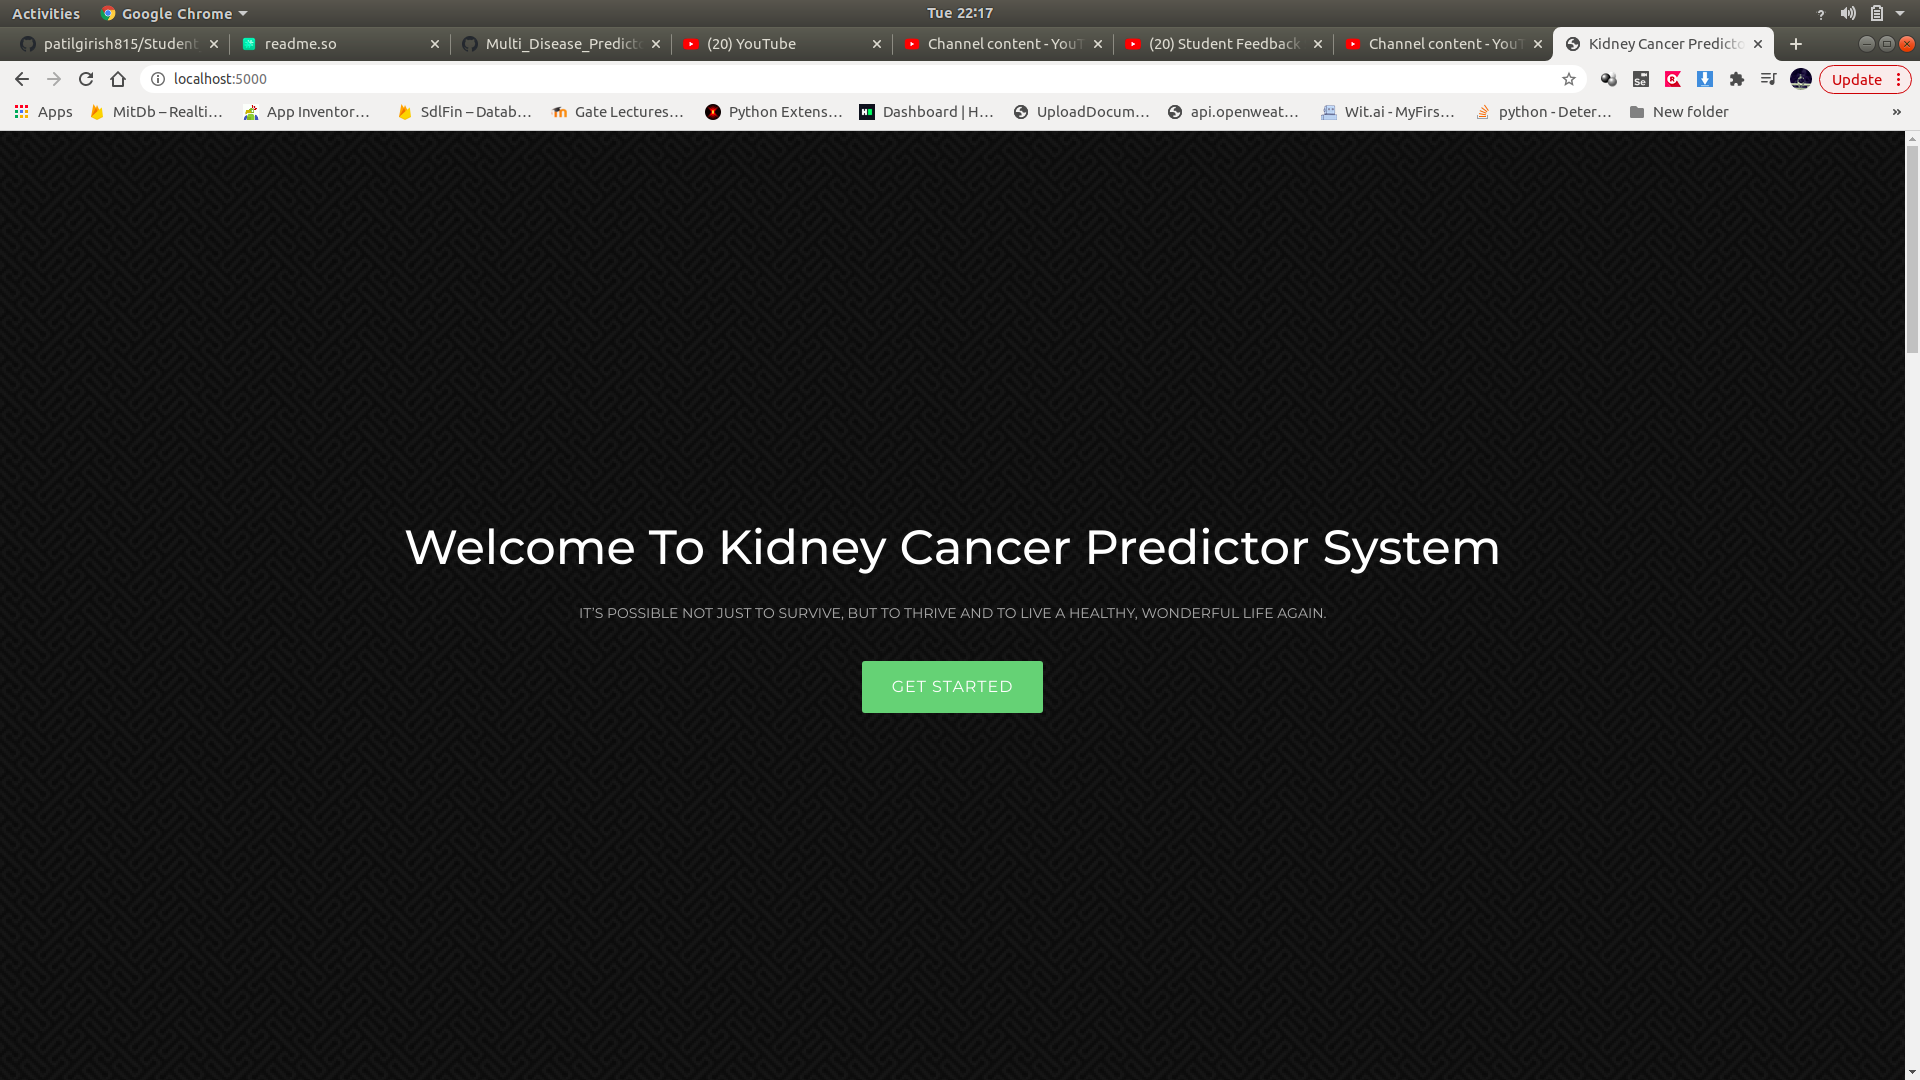 Activities Google Chrome Tue 22:17
patilgirish815/Student readme.so Multi_Disease_Predicto (20) YouTube Channel content - YouT (20) Student Feedback Channel content - YouT Kidney Cancer Predicto
localhost:5000 Update
Apps MitDb – Realti… App Inventor… SdlFin – Datab… Gate Lectures… Python Extens… Dashboard | H… UploadDocum… api.openweat… Wit.ai - MyFirs… python - Deter… New folder »
Welcome To Kidney Cancer Predictor System
IT'S POSSIBLE NOT JUST TO SURVIVE, BUT TO THRIVE AND TO LIVE A HEALTHY, WONDERFUL LIFE AGAIN.
GET STARTED